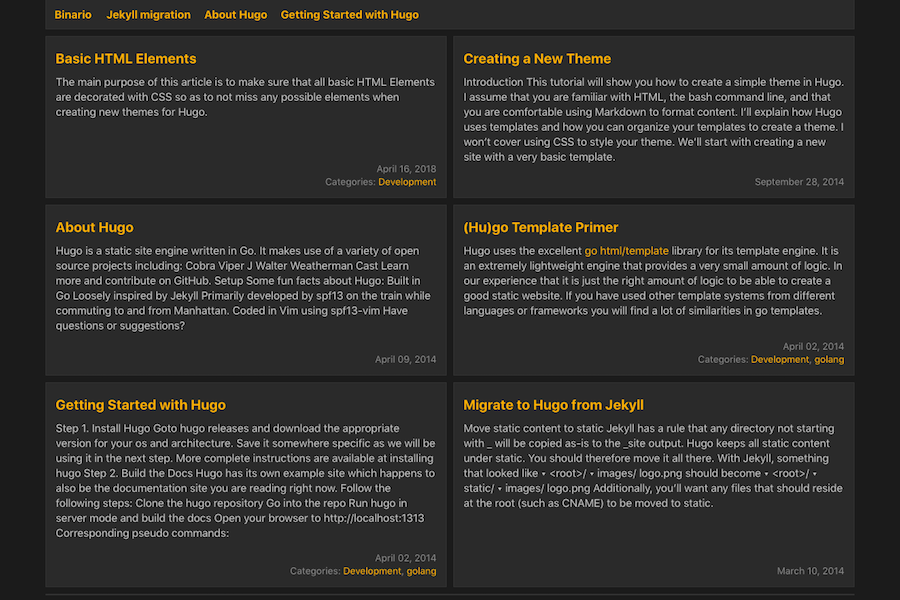 Binario Jekyll migration About Hugo Getting Started with Hugo
Basic HTML Elements
The main purpose of this article is to make sure that all basic HTML Elements
are decorated with CSS so as to not miss any possible elements when
creating new themes for Hugo.
April 16, 2018
Categories: Development
Creating a New Theme
Introduction This tutorial will show you how to create a simple theme in Hugo.
I assume that you are familiar with HTML, the bash command line, and that
you are comfortable using Markdown to format content. I'll explain how Hugo
uses templates and how you can organize your templates to create a theme. I
won't cover using CSS to style your theme. We'll start with creating a new
site with a very basic template.
September 28, 2014
About Hugo
Hugo is a static site engine written in Go. It makes use of a variety of open
source projects including: Cobra Viper J Walter Weatherman Cast Learn
more and contribute on GitHub. Setup Some fun facts about Hugo: Built in
Go Loosely inspired by Jekyll Primarily developed by spf13 on the train while
commuting to and from Manhattan. Coded in Vim using spf13-vim Have
questions or suggestions?
April 09, 2014
(Hu)go Template Primer
Hugo uses the excellent go html/template library for its template engine. It is
an extremely lightweight engine that provides a very small amount of logic. In
our experience that it is just the right amount of logic to be able to create a
good static website. If you have used other template systems from different
languages or frameworks you will find a lot of similarities in go templates.
April 02, 2014
Categories: Development, golang
Getting Started with Hugo
Step 1. Install Hugo Goto hugo releases and download the appropriate
version for your os and architecture. Save it somewhere specific as we will be
using it in the next step. More complete instructions are available at installing
hugo Step 2. Build the Docs Hugo has its own example site which happens to
also be the documentation site you are reading right now. Follow the
following steps: Clone the hugo repository Go into the repo Run hugo in
server mode and build the docs Open your browser to http://localhost:1313
Corresponding pseudo commands:
April 02, 2014
Categories: Development, golang
Migrate to Hugo from Jekyll
Move static content to static Jekyll has a rule that any directory not starting
with _ will be copied as-is to the _site output. Hugo keeps all static content
under static. You should therefore move it all there. With Jekyll, something
that looked like ▾ <root>/ ▾ images/ logo.png should become ▾ <root>/ ▾
static/ ▾ images/ logo.png Additionally, you'll want any files that should reside
at the root (such as CNAME) to be moved to static.
March 10, 2014